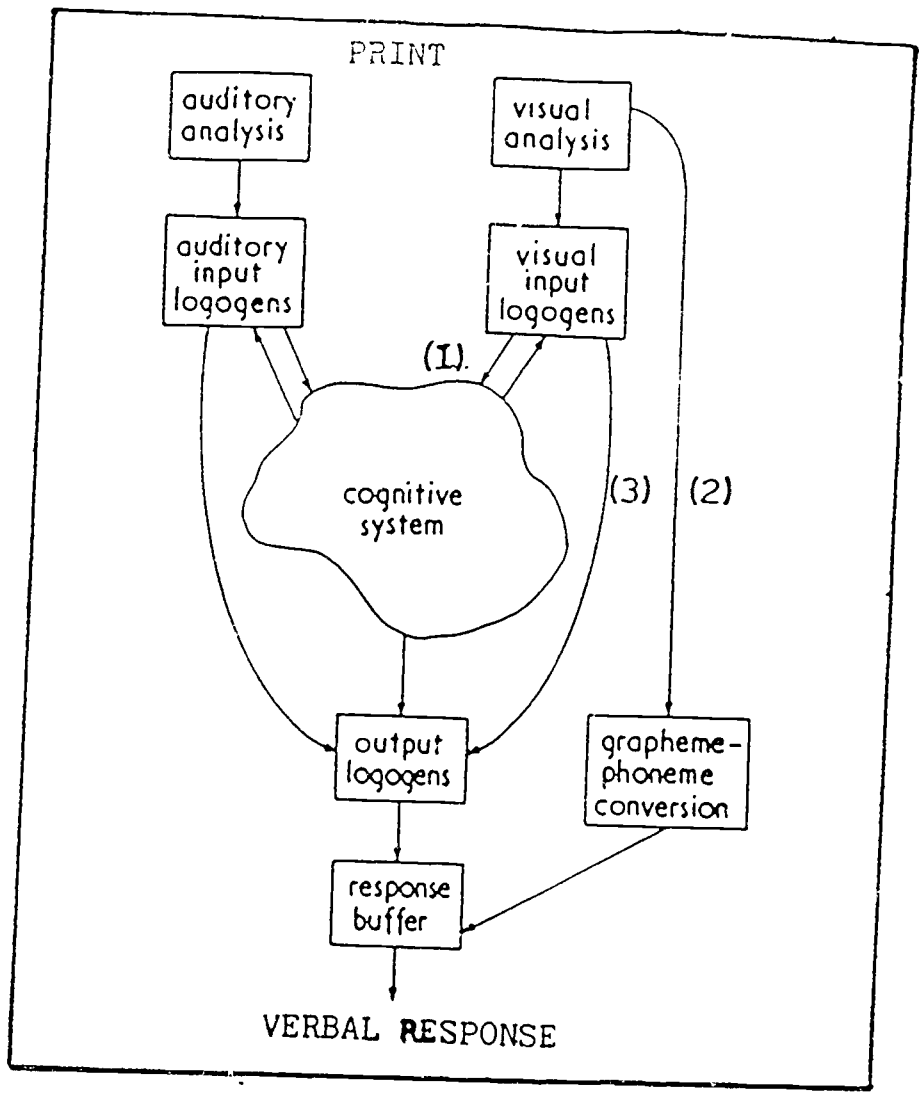 PRINT
auditory
analysis
visual
analysis
auditory
input
logogens
visual
input
logogens
(1).
cognitive
system
(3)
(2)
output
logogens
grapheme-
phoneme
conversion
response
buffer
VERBAL RESPONSE